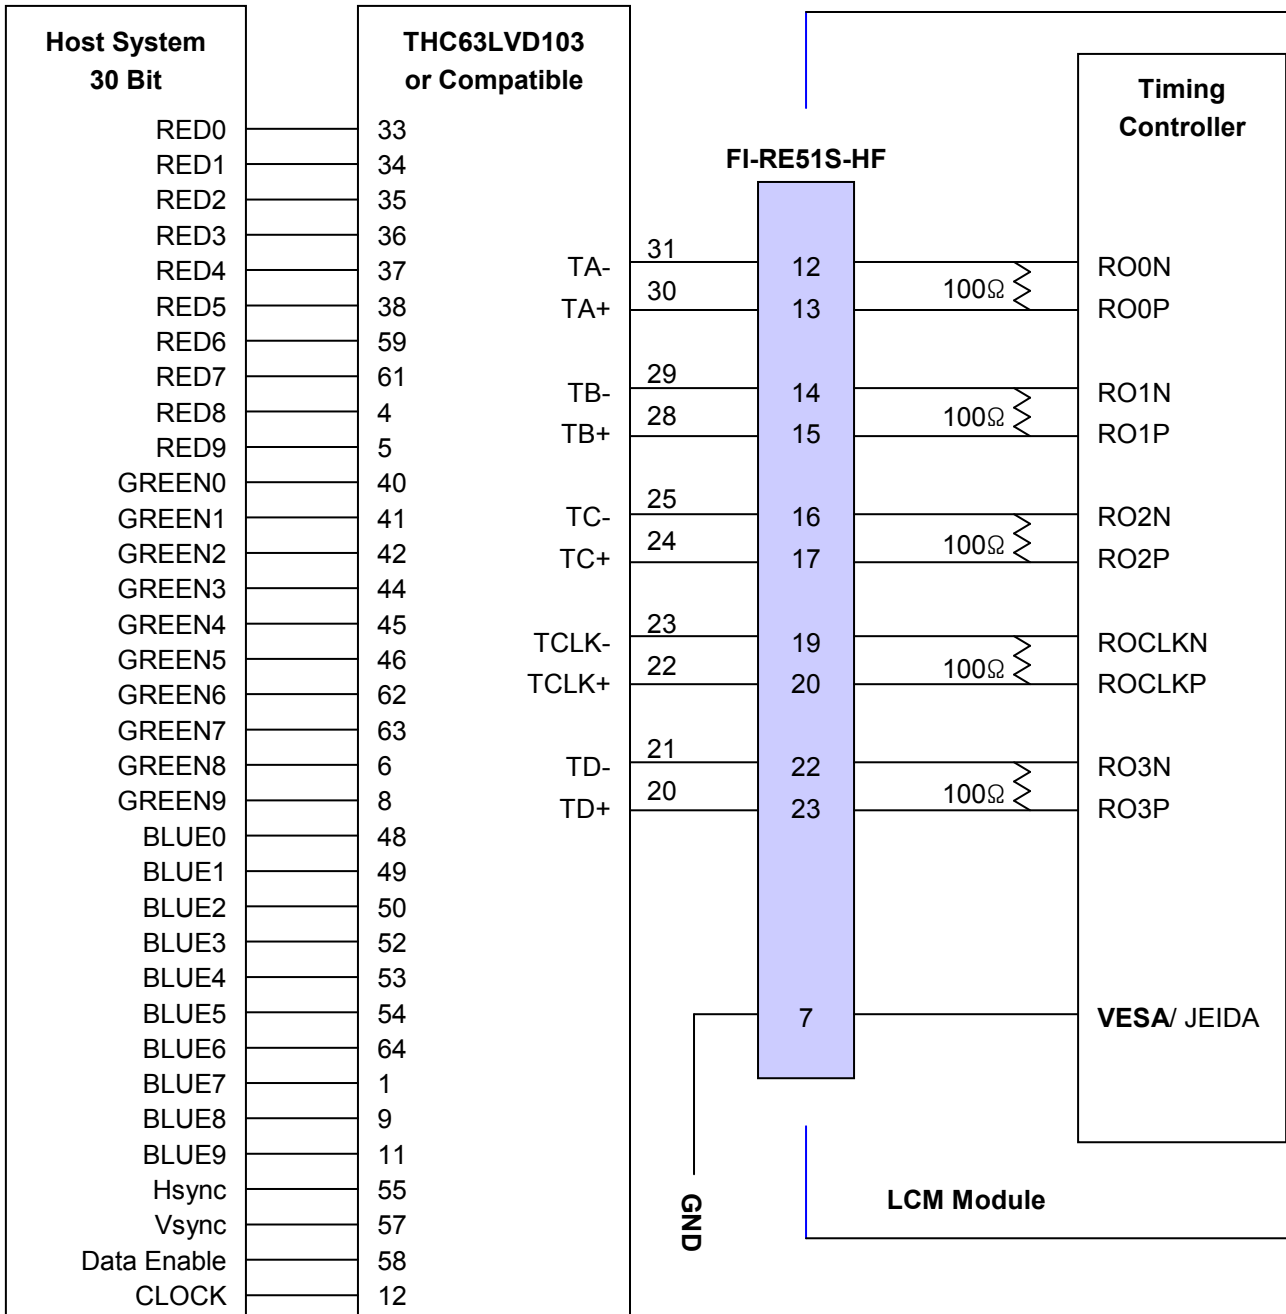 Host System
30 Bit
RED0
RED1
RED2
RED3
RED4
RED5
RED6
RED7
RED8
RED9
GREEN0
GREEN1
GREEN2
GREEN3
GREEN4
GREEN5
GREEN6
GREEN7
GREEN8
GREEN9
BLUE0
BLUE1
BLUE2
BLUE3
BLUE4
BLUE5
BLUE6
BLUE7
BLUE8
BLUE9
Hsync
Vsync
Data Enable
CLOCK
THC63LVD103
or Compatible
33
34
35
36
37
38
59
61
4
5
40
41
42
44
45
46
62
63
6
8
48
49
50
52
53
54
64
1
9
11
55
57
58
12
TA-
TA+
TB-
TB+
TC-
TC+
TCLK-
TCLK+
TD-
TD+
31
30
29
28
25
24
23
22
21
20
GND
FI-RE51S-HF
12
13
14
15
16
17
19
20
22
23
7
100Ω
100Ω
100Ω
100Ω
100Ω
Timing
Controller
RO0N
RO0P
RO1N
RO1P
RO2N
RO2P
ROCLKN
ROCLKP
RO3N
RO3P
VESA/ JEIDA
LCM Module